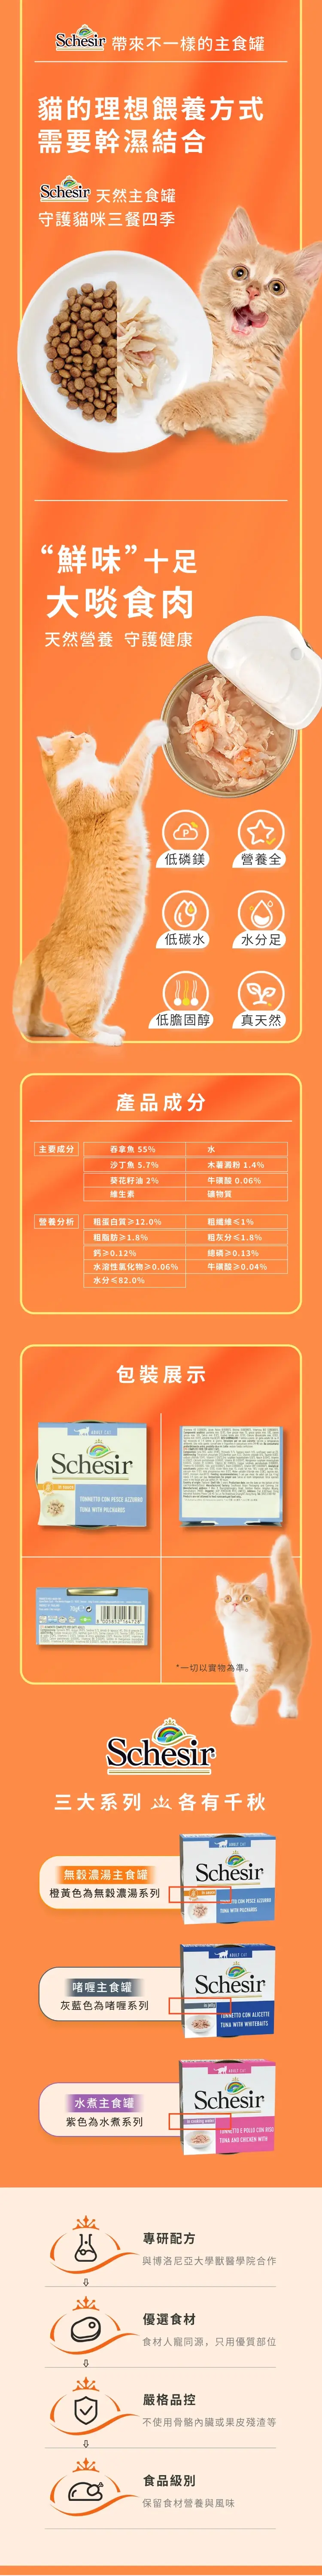 Schesir 帶來不一樣的主食罐
貓的理想餵養方式
需要幹濕結合
Schesir 天然主食罐
守護貓咪三餐四季
“鮮味”十足
大啖食肉
天然營養 守護健康
P
低磷鎂
營養全
低碳水
水分足
低膽固醇
真天然
產品成分
主要成分
吞拿魚 55%
水
沙丁魚 5.7%
木薯澱粉 1.4%
葵花籽油 2%
牛磺酸 0.06%
維生素
礦物質
營養分析
粗蛋白質≥12.0%
粗纖維≤1%
粗脂肪≥1.8%
粗灰分≤1.8%
鈣≥0.12%
總磷≥0.13%
水溶性氯化物≥0.06%
牛磺酸≥0.04%
水分≤82.0%
包裝展示
ADULT CAT
Schesir
TONNETTO CON PESCE AZZURRO
TUNA WITH PILCHARDS
*一切以實物為準。
Schesir
三大系列 各有千秋
無穀濃湯主食罐
橙黃色為無穀濃湯系列
ADULT CAT
Schesir
TUNA WITH PILCHARDS
啫喱主食罐
灰藍色為啫喱系列
ADULT CAT
Schesir
in jelly
TONNETTO CON ALICETTE
TUNA WITH WHITEBAITS
水煮主食罐
紫色為水煮系列
ADULT CAT
Schesir
in cooking water
TONNETTO E POLLO CON RISO
TUNA AND CHICKEN WITH
專研配方
與博洛尼亞大學獸醫學院合作
優選食材
食材人寵同源，只用優質部位
嚴格品控
不使用骨骼內臟或果皮殘渣等
食品級別
保留食材營養與風味